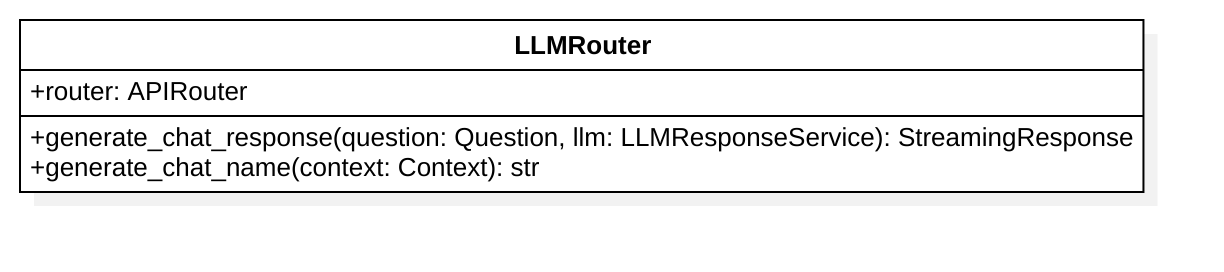 LLMRouter
+router: APIRouter
+generate_chat_response(question: Question, llm: LLMResponseService): StreamingResponse
+generate_chat_name(context: Context): str